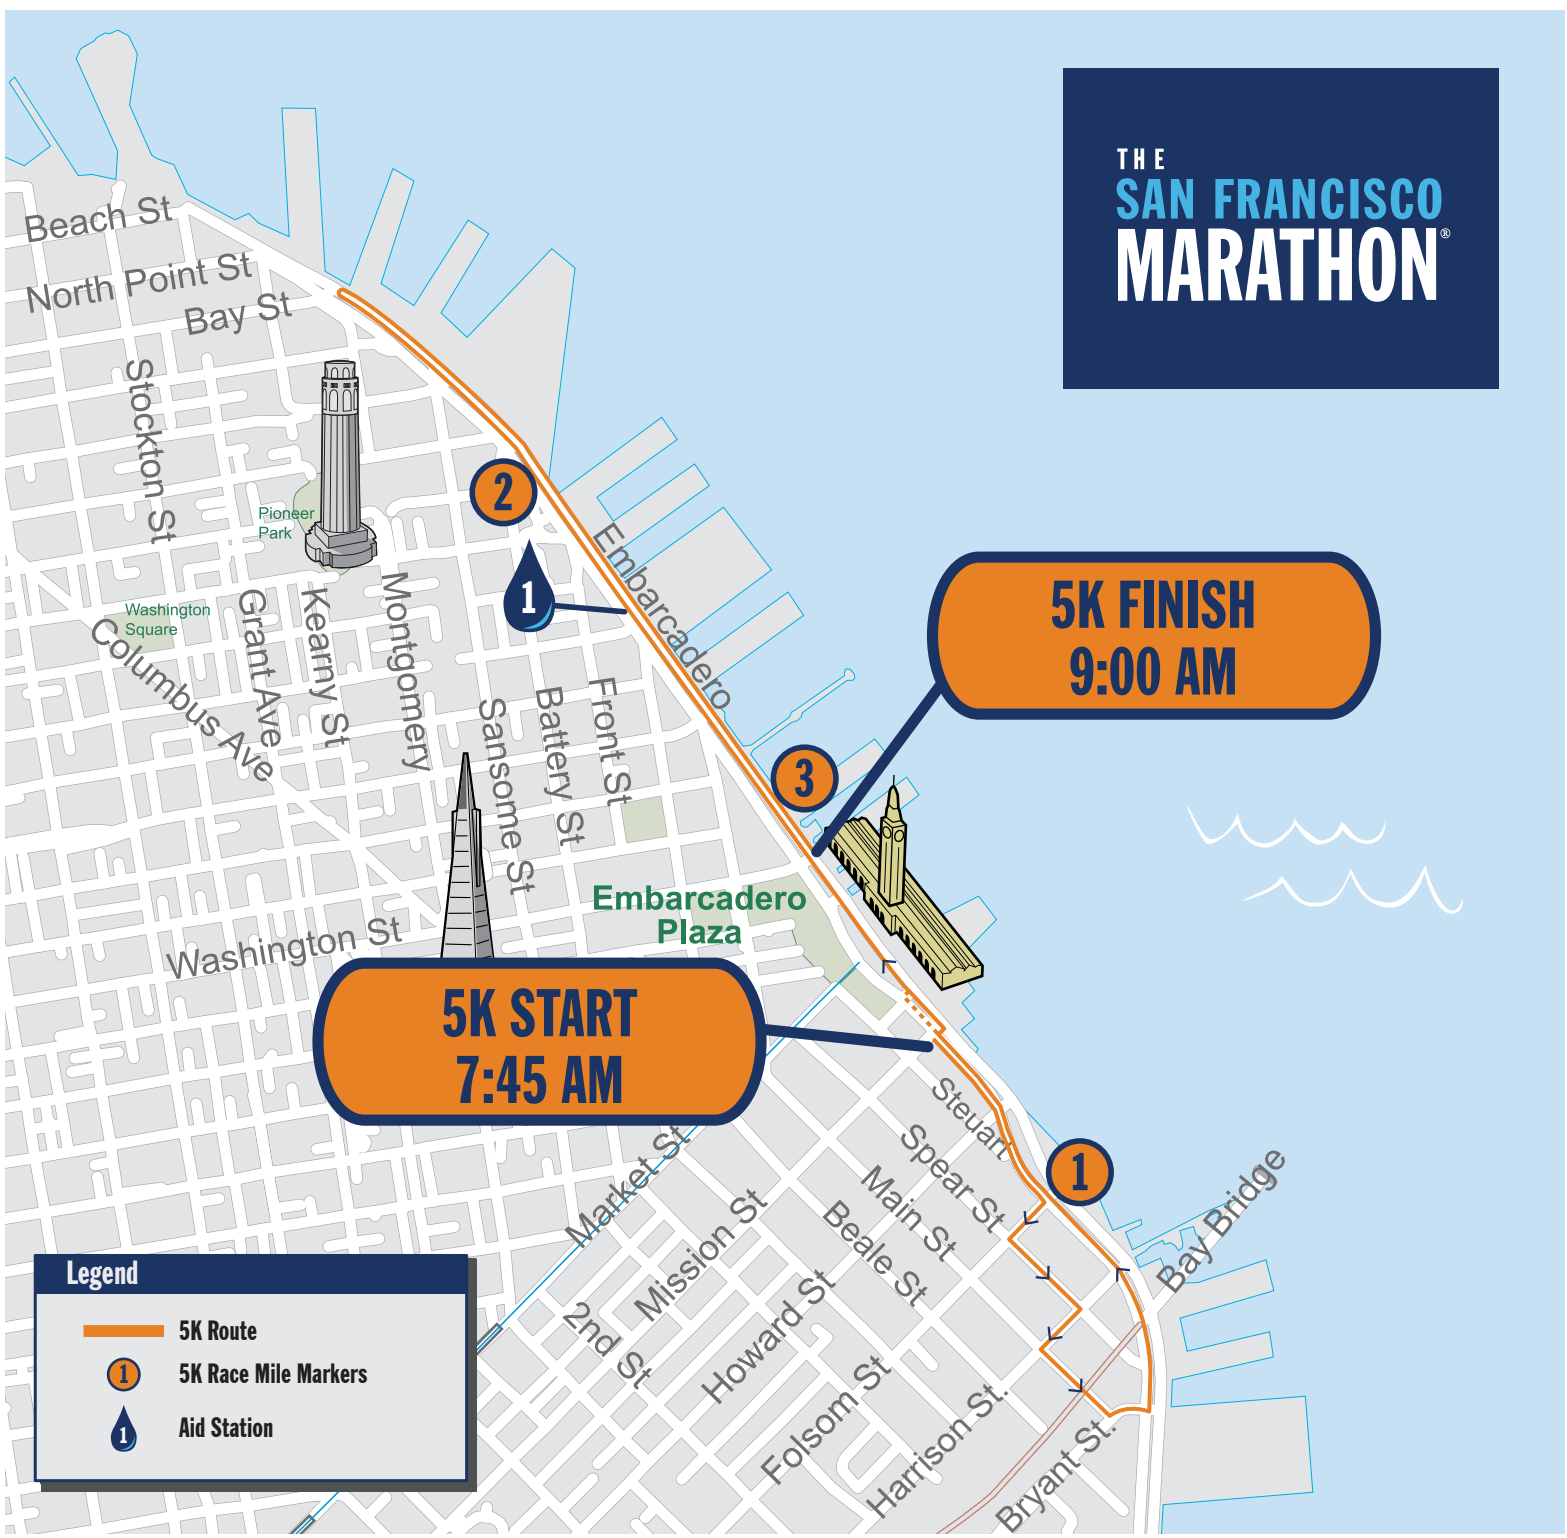 THE
SAN FRANCISCO
MARATHON®
Beach St
North Point St
Bay St
Stockton St
Pioneer
Park
2
1
Embarcadero
5K FINISH
9:00 AM
Washington
Square
Columbus Ave
Grant Ave
Kearny St
Montgomery
Sansome St
Battery St
Front St
3
Embarcadero
Plaza
Washington St
5K START
7:45 AM
Steuart
Spear St
Main St
Beale St
1
Bay Bridge
Market St
Mission St
2nd St
Howard St
Folsom St
Harrison St.
Bryant St.
Legend
5K Route
1
5K Race Mile Markers
1
Aid Station